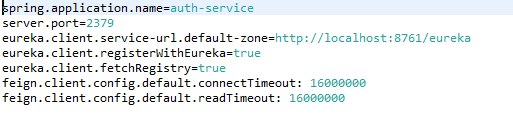 spring.application.name=auth-service
server.port=2379
eureka.client.service-url.default-zone=http://localhost:8761/eureka
eureka.client.registerWithEureka=true
eureka.client.fetchRegistry=true
feign.client.config.default.connectTimeout: 16000000
feign.client.config.default.readTimeout: 16000000